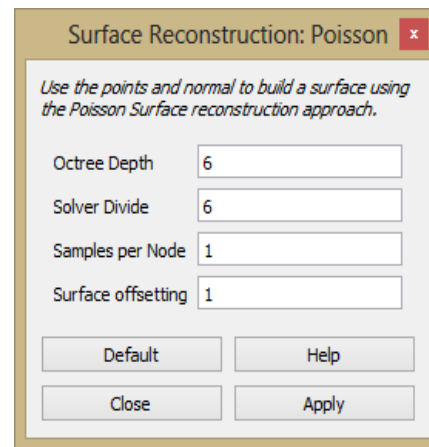 Surface Reconstruction: Poisson x
Use the points and normal to build a surface using
the Poisson Surface reconstruction approach.
Octree Depth 6
Solver Divide 6
Samples per Node 1
Surface offsetting 1
Default Help
Close Apply